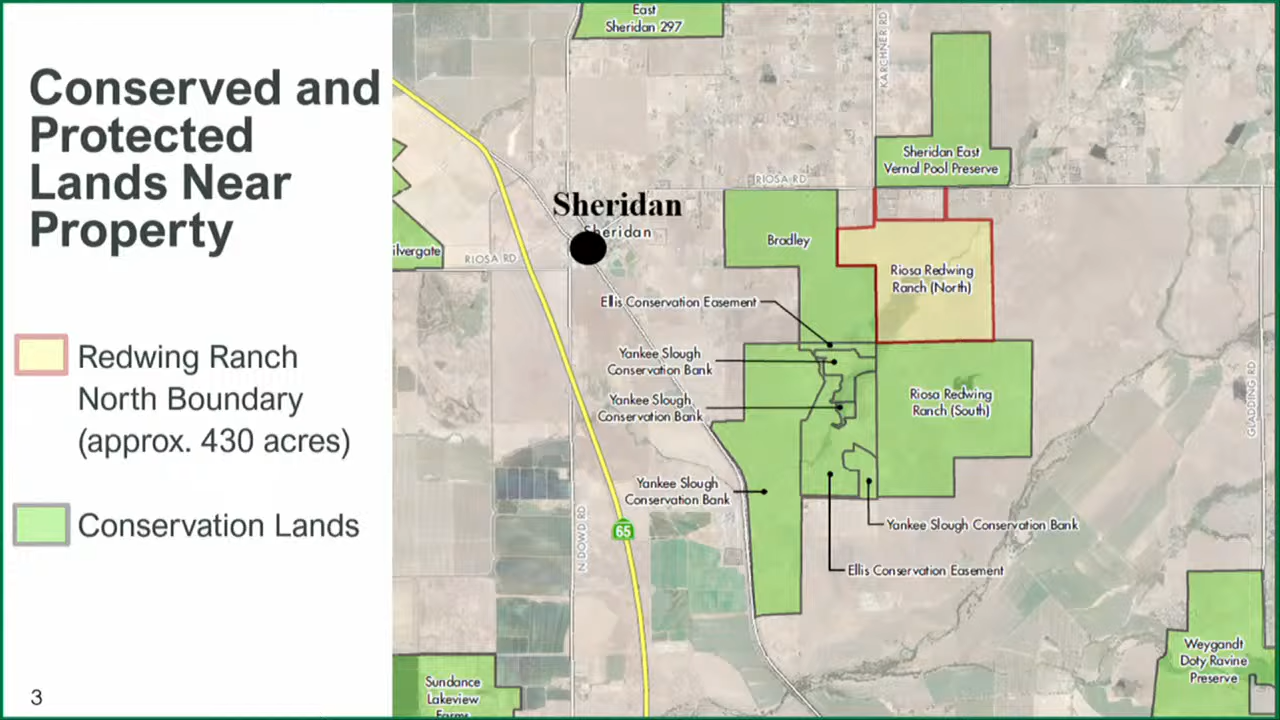 Conserved and
Protected
Lands Near
Property
Redwing Ranch
North Boundary
(approx. 430 acres)
Conservation Lands
3
East
Sheridan 297
KARCHNER RD
Sheridan East
Vernal Pool Preserve
RIOSA RD
Sheridan
Sheridan
Bradley
ilvergate
RIOSA RD
Riosa Redwing
Ranch (North)
Ellis Conservation Easement
Yankee Slough
Conservation Bank
Yankee Slough
Conservation Bank
Riosa Redwing
Ranch (South)
GLADDING RD
Yankee Slough
Conservation Bank
65
N DOWD RD
Yankee Slough Conservation Bank
Ellis Conservation Easement
Weygandt
Doty Ravine
Preserve
Sundance
Lakeview
Farms